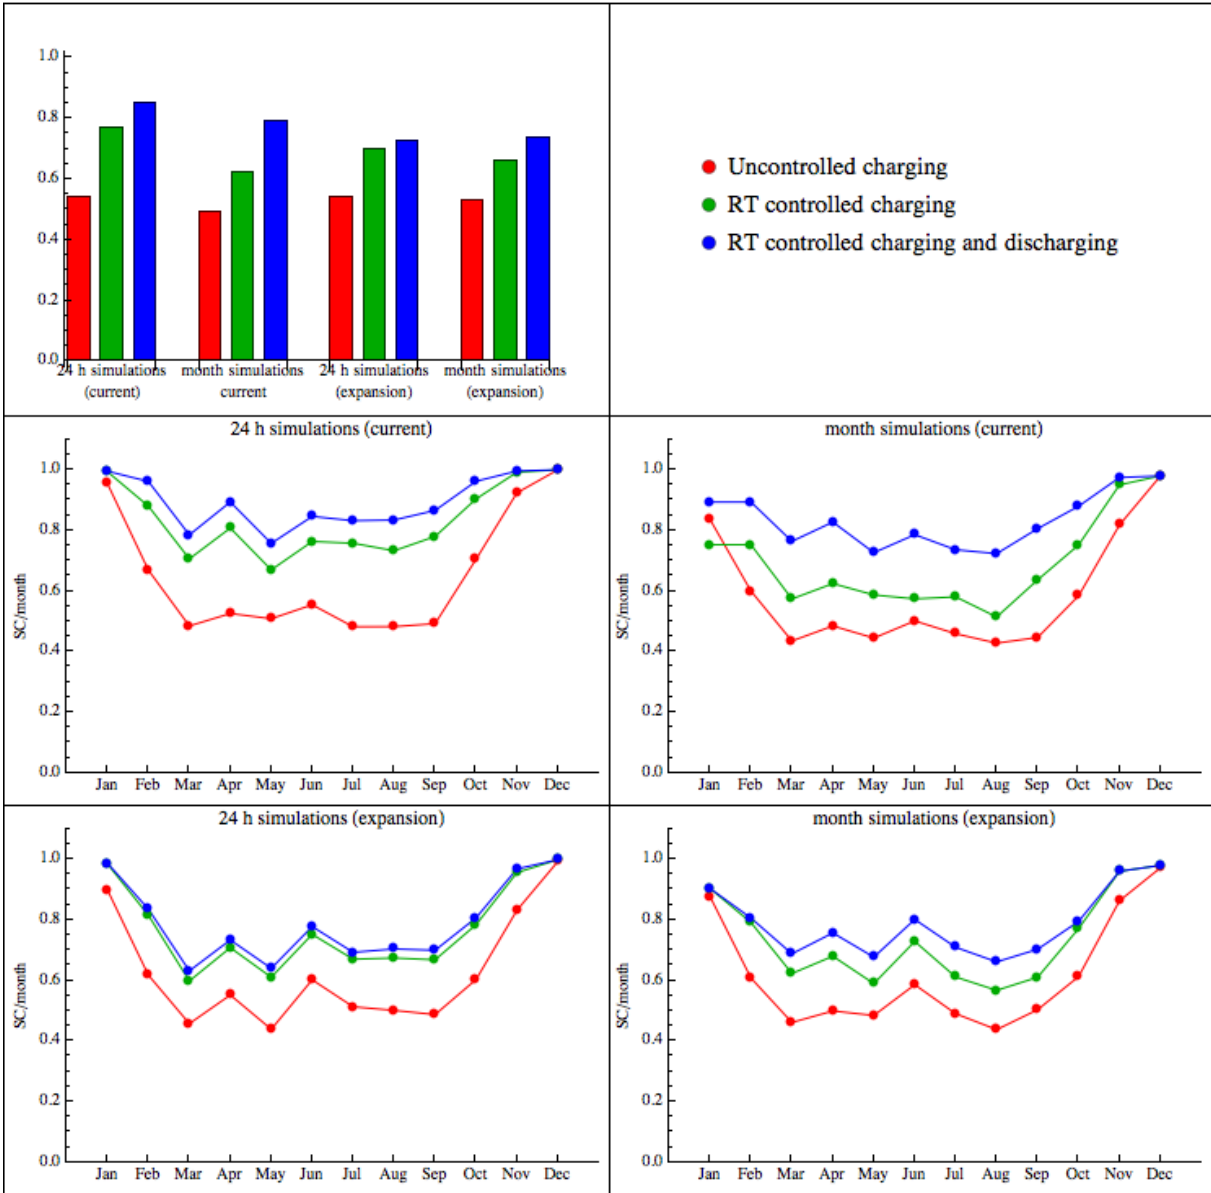 1.0
0.8
0.6
0.4
0.2
0.0
24 h simulations
(current)
month simulations
current
24 h simulations
(expansion)
month simulations
(expansion)
Uncontrolled charging
RT controlled charging
RT controlled charging and discharging
24 h simulations (current)
SC/month
1.0
0.8
0.6
0.4
0.2
0.0
Jan Feb Mar Apr May Jun Jul Aug Sep Oct Nov Dec
month simulations (current)
SC/month
1.0
0.8
0.6
0.4
0.2
0.0
Jan Feb Mar Apr May Jun Jul Aug Sep Oct Nov Dec
24 h simulations (expansion)
SC/month
1.0
0.8
0.6
0.4
0.2
0.0
Jan Feb Mar Apr May Jun Jul Aug Sep Oct Nov Dec
month simulations (expansion)
SC/month
1.0
0.8
0.6
0.4
0.2
0.0
Jan Feb Mar Apr May Jun Jul Aug Sep Oct Nov Dec